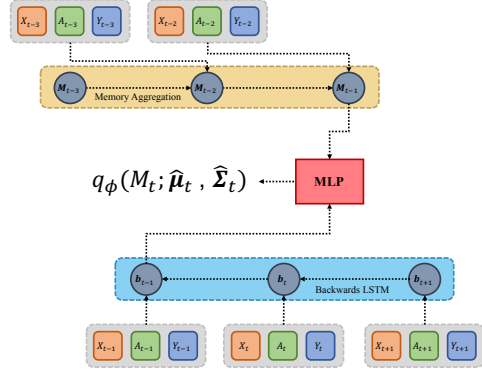 X_{t-3} A_{t-3} Y_{t-3} X_{t-2} A_{t-2} Y_{t-2}
M_{t-3} M_{t-2} M_{t-1}
Memory Aggregation
q_ϕ(M_t; μ̂_t , Σ̂_t) MLP
b_{t-1} b_t b_{t+1}
Backwards LSTM
X_{t-1} A_{t-1} Y_{t-1} X_t A_t Y_t X_{t+1} A_{t+1} Y_{t+1}